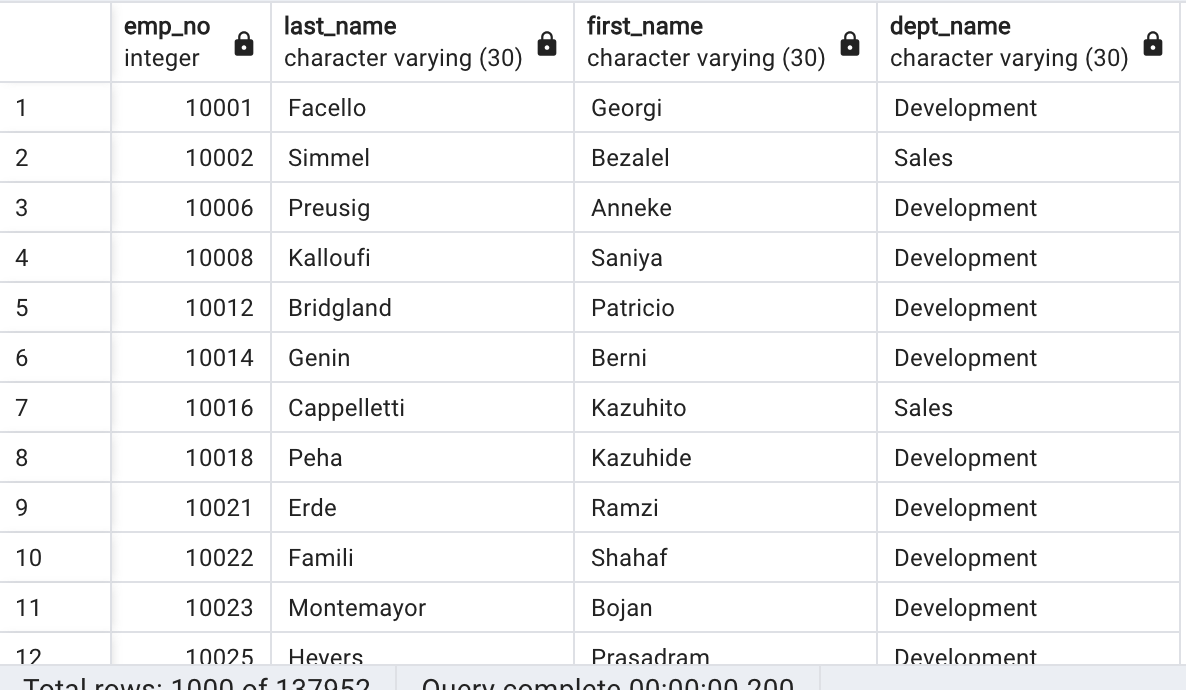 emp_no last_name first_name dept_name
integer character varying (30) character varying (30) character varying (30)
1 10001 Facello Georgi Development
2 10002 Simmel Bezalel Sales
3 10006 Preusig Anneke Development
4 10008 Kalloufi Saniya Development
5 10012 Bridgland Patricio Development
6 10014 Genin Berni Development
7 10016 Cappelletti Kazuhito Sales
8 10018 Peha Kazuhide Development
9 10021 Erde Ramzi Development
10 10022 Famili Shahaf Development
11 10023 Montemayor Bojan Development
12 10025 Heyers Prasadram Development
Total rows: 1000 of 137952 Query complete 00:00:00.200